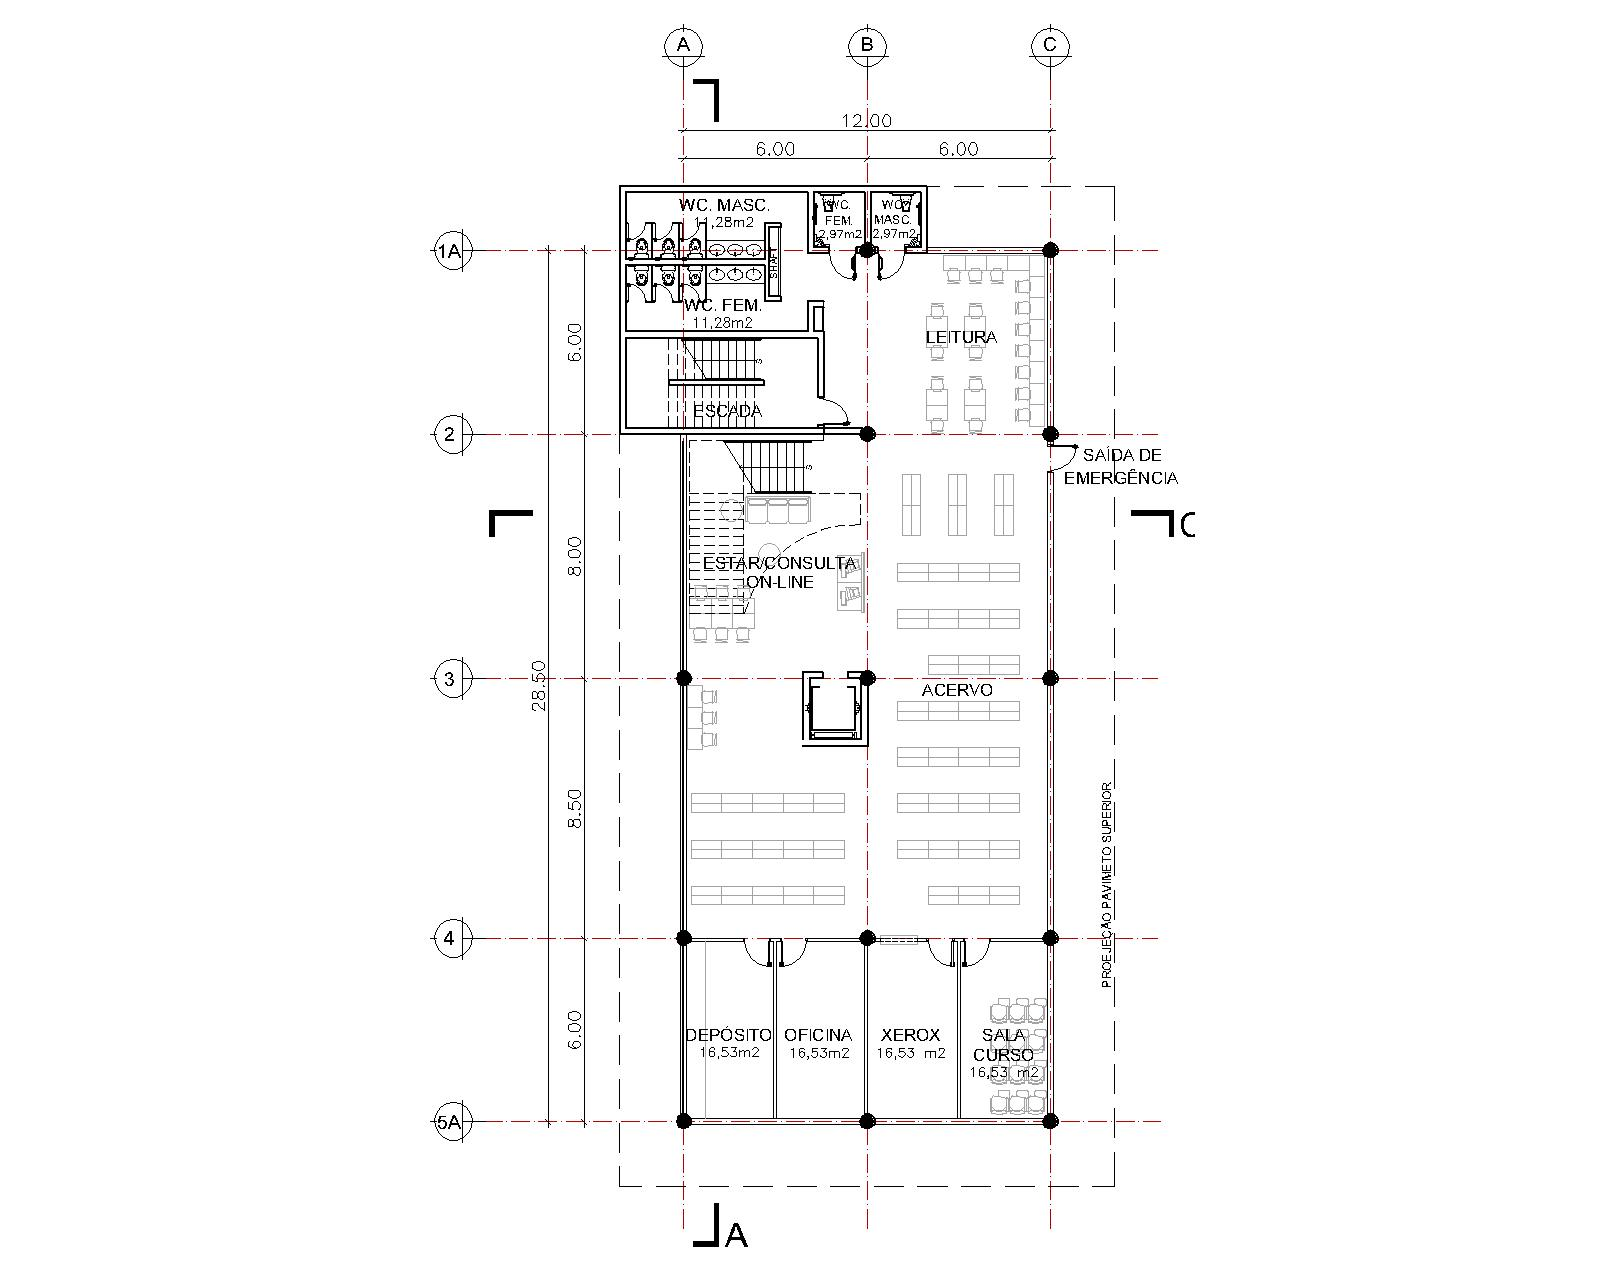 A
B
C
12.00
6.00
6.00
WC. MASC.
11,28m2
WC.
FEM.
2,97m2
WC.
MASC.
2,97m2
1A
SHAFT
WC. FEM.
11,28m2
LEITURA
6.00
S
ESCADA
2
SAÍDA DE
EMERGÊNCIA
S
C
8.00
ESTAR/CONSULTA
ON-LINE
3
28.50
ACERVO
8.50
PROEJEÇÃO PAVIMETO SUPERIOR
4
6.00
DEPÓSITO
16,53m2
OFICINA
16,53m2
XEROX
16,53 m2
SALA
CURSO
16,53 m2
5A
A